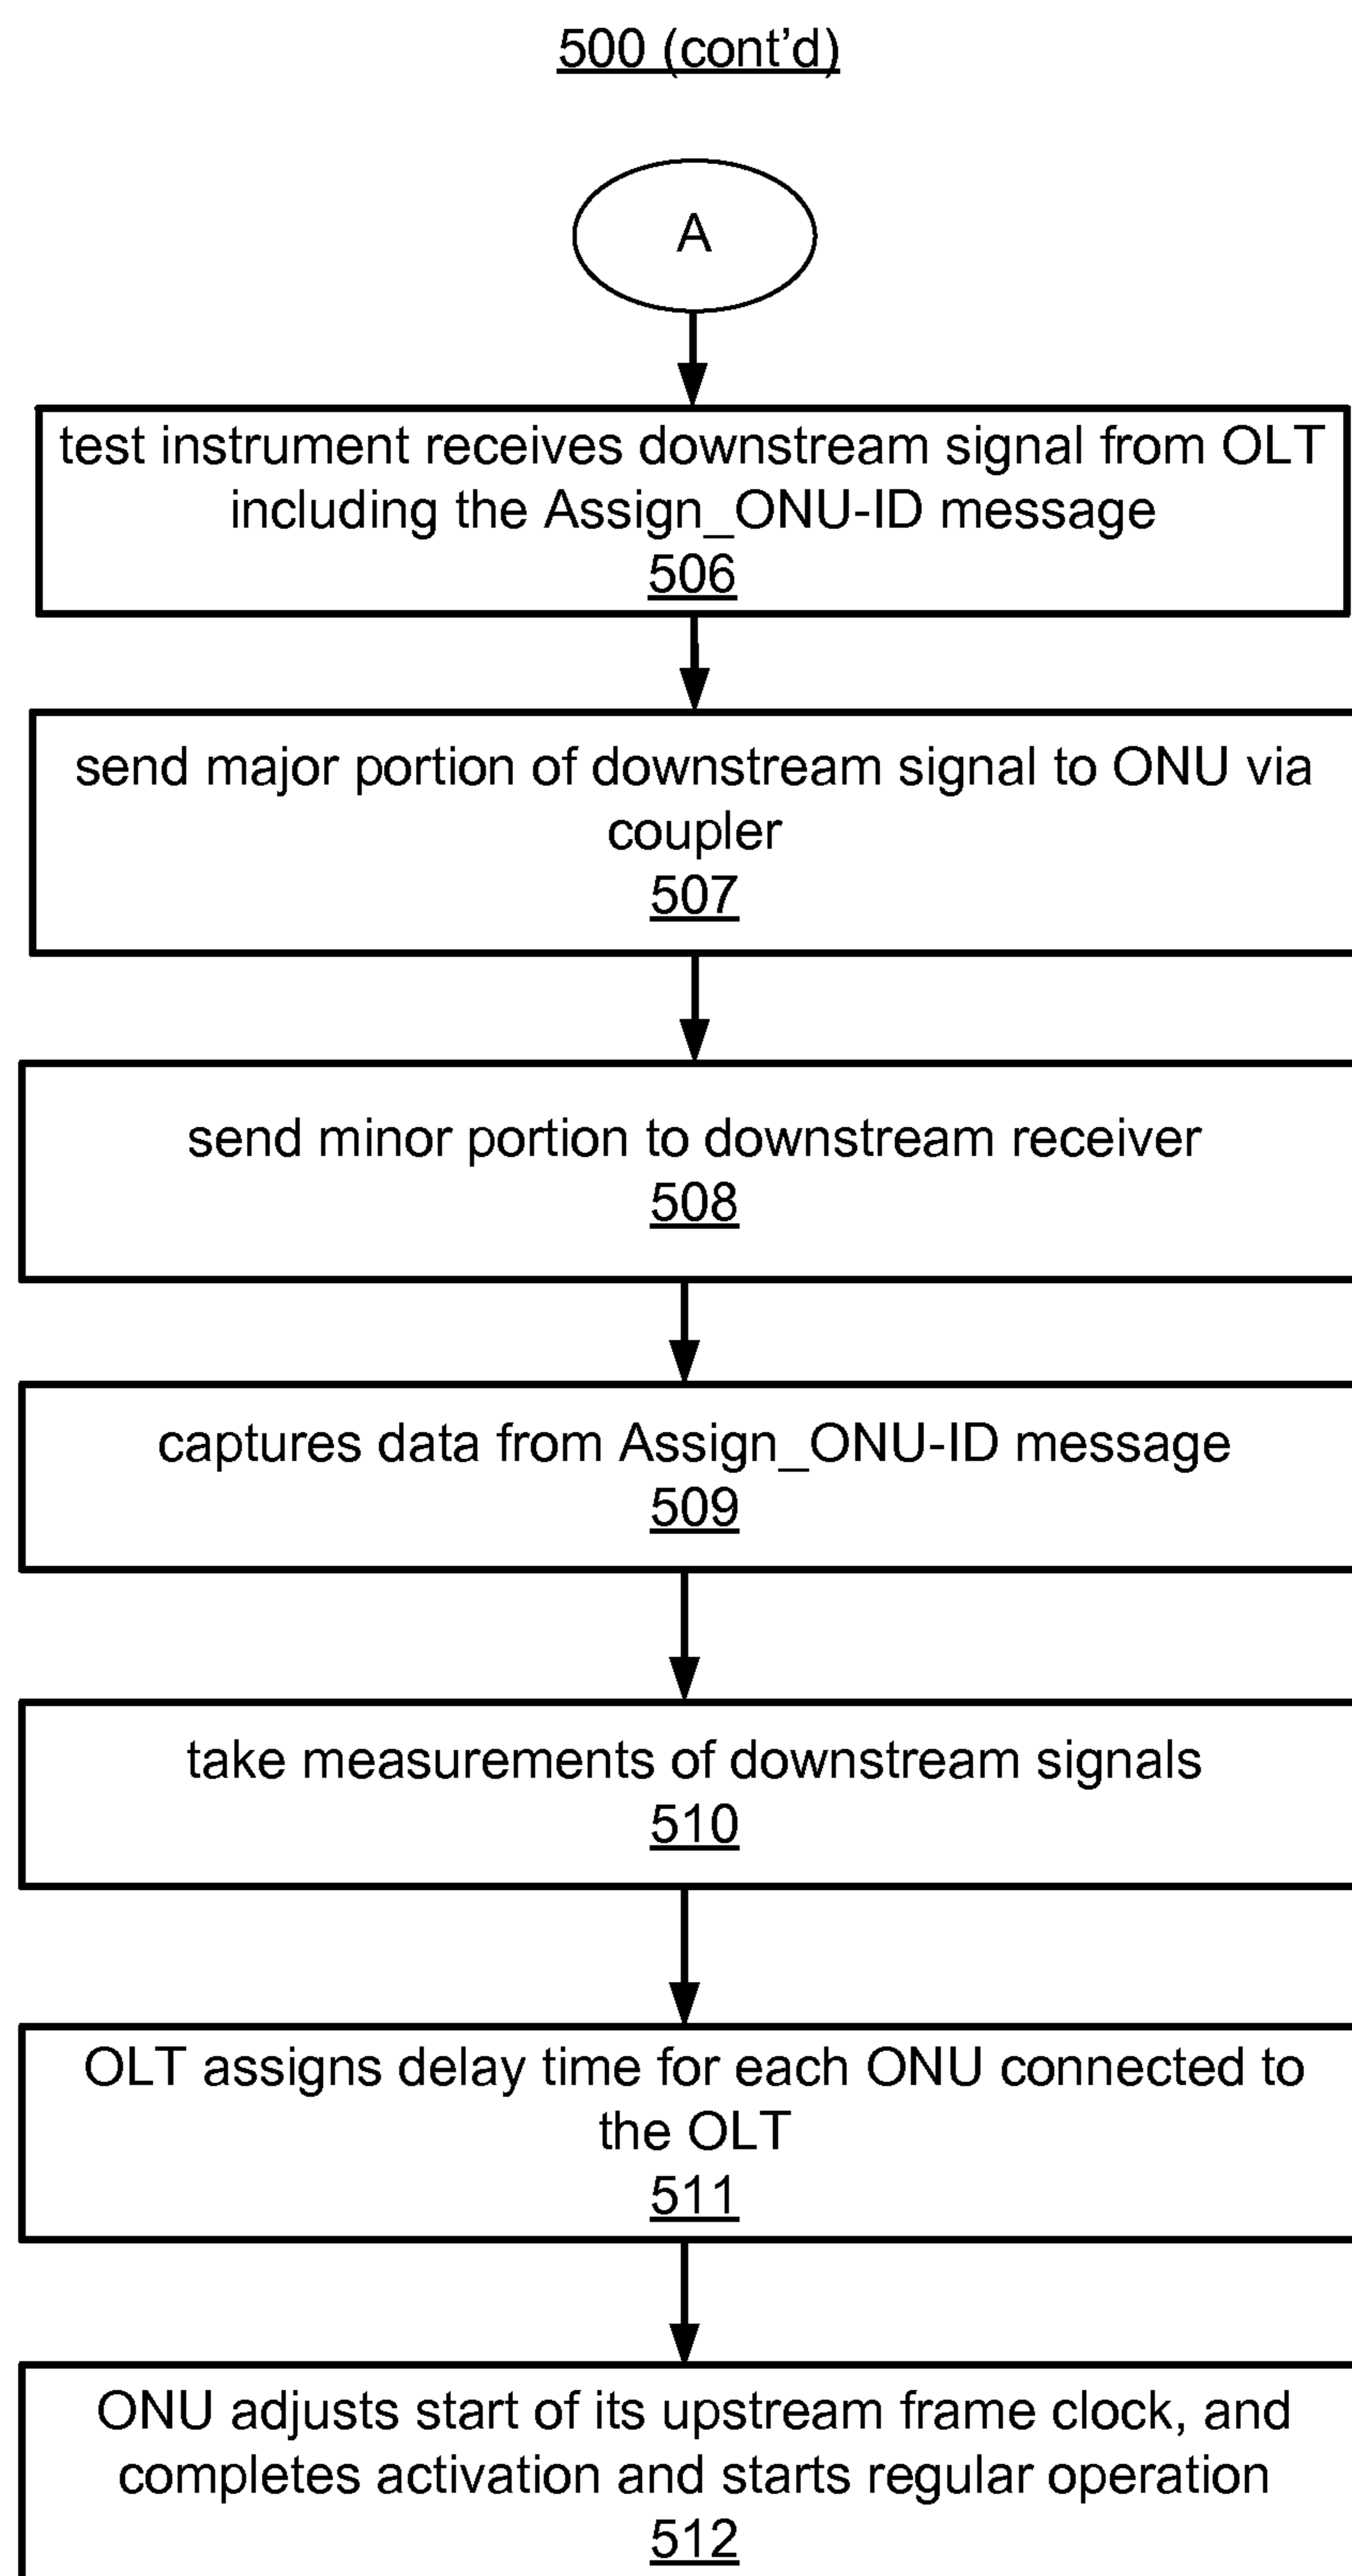 500 (cont’d)
A
test instrument receives downstream signal from OLT
including the Assign_ONU-ID message
506
send major portion of downstream signal to ONU via
coupler
507
send minor portion to downstream receiver
508
captures data from Assign_ONU-ID message
509
take measurements of downstream signals
510
OLT assigns delay time for each ONU connected to
the OLT
511
ONU adjusts start of its upstream frame clock, and
completes activation and starts regular operation
512